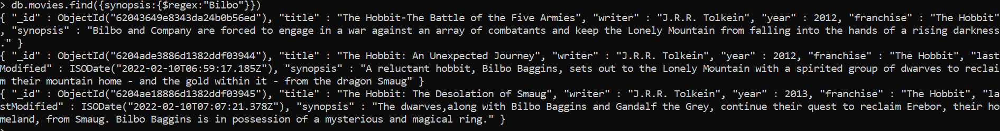 > db.movies.find({synopsis:{$regex:"Bilbo"}})
{ "_id" : ObjectId("62043649e8343da24b0b56ed"), "title" : "The Hobbit-The Battle of the Five Armies", "writer" : "J.R.R. Tolkein", "year" : 2012, "franchise" : "The Hobbit"
, "synopsis" : "Bilbo and Company are forced to engage in a war against an array of combatants and keep the Lonely Mountain from falling into the hands of a rising darkness
." }
{ "_id" : ObjectId("6204ade3886d1382ddf03944"), "title" : "The Hobbit: An Unexpected Journey", "writer" : "J.R.R. Tolkein", "year" : 2012, "franchise" : "The Hobbit", "last
Modified" : ISODate("2022-02-10T06:59:17.185Z"), "synopsis" : "A reluctant hobbit, Bilbo Baggins, sets out to the Lonely Mountain with a spirited group of dwarves to reclai
m their mountain home - and the gold within it - from the dragon Smaug" }
{ "_id" : ObjectId("6204ae18886d1382ddf03945"), "title" : "The Hobbit: The Desolation of Smaug", "writer" : "J.R.R. Tolkein", "year" : 2013, "franchise" : "The Hobbit", "la
stModified" : ISODate("2022-02-10T07:07:21.378Z"), "synopsis" : "The dwarves,along with Bilbo Baggins and Gandalf the Grey, continue their quest to reclaim Erebor, their ho
meland, from Smaug. Bilbo Baggins is in possession of a mysterious and magical ring." }